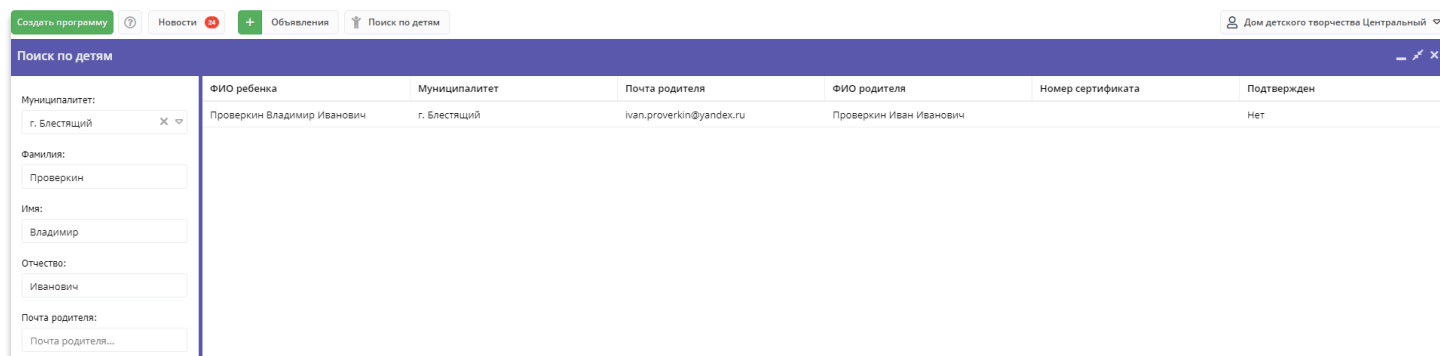 Создать программу ? Новости 24 + Объявления Поиск по детям Дом детского творчества Центральный
Поиск по детям
ФИО ребенка Муниципалитет Почта родителя ФИО родителя Номер сертификата Подтвержден
Проверкин Владимир Иванович г. Блестящий ivan.proverkin@yandex.ru Проверкин Иван Иванович Нет
Муниципалитет:
г. Блестящий
Фамилия:
Проверкин
Имя:
Владимир
Отчество:
Иванович
Почта родителя:
Почта родителя...